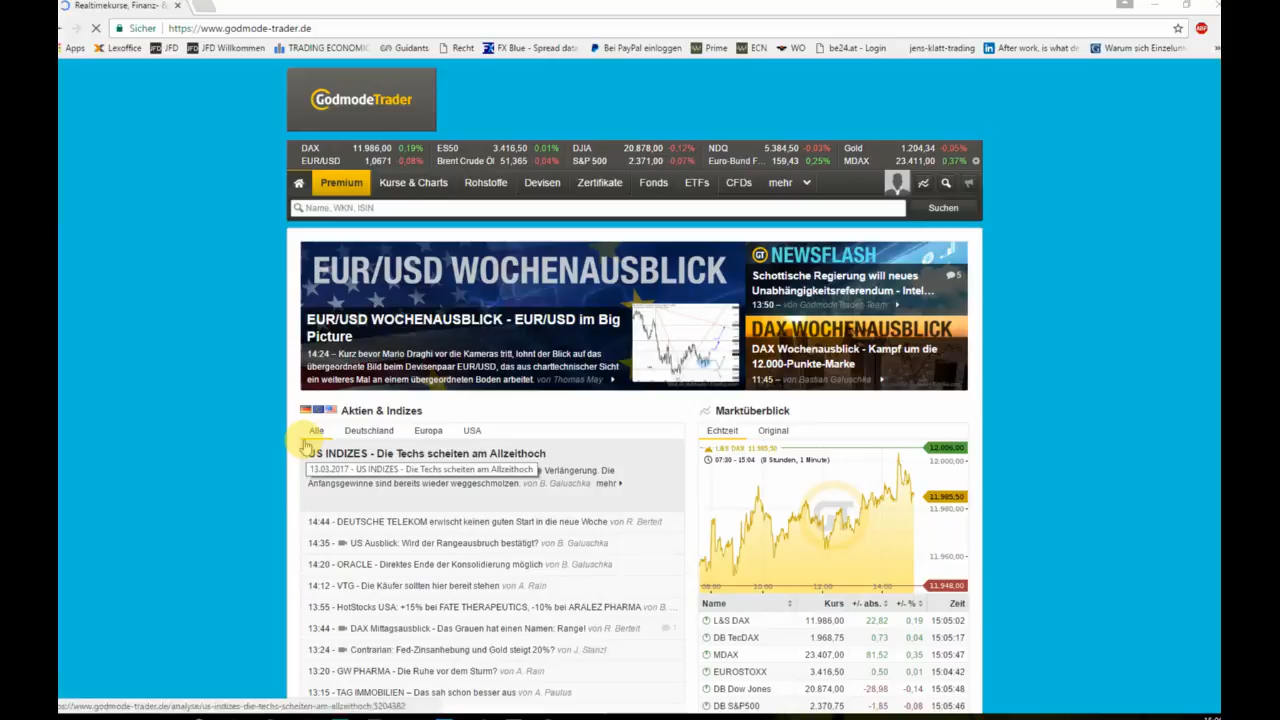 Realtimekurse, Finanz- &
Sicher https://www.godmode-trader.de
Apps Lexoffice JFD JFD Willkommen TRADING ECONOMIC Guidants Recht FX Blue - Spread data Bei PayPal einloggen Prime ECN WO be24.at - Login jens-klatt-trading After work, is what de Warum sich Einzelun
GodmodeTrader
DAX 11.986,00 0,19% ES50 3.416,50 0,01% DJIA 20.878,00 -0,12% NDQ 5.384,50 -0,03% Gold 1.204,34 -0,05%
EUR/USD 1,0671 -0,08% Brent Crude Öl 51,365 -0,04% S&P 500 2.371,00 -0,07% Euro-Bund F... 159,43 0,25% MDAX 23.411,00 0,37%
Premium Kurse & Charts Rohstoffe Devisen Zertifikate Fonds ETFs CFDs mehr
Name, WKN, ISIN Suchen
EUR/USD WOCHENAUSBLICK
EUR/USD WOCHENAUSBLICK - EUR/USD im Big
Picture
14:24 – Kurz bevor Mario Draghi vor die Kameras tritt, lohnt der Blick auf das
übergeordnete Bild beim Devisenpaar EUR/USD, das aus charttechnischer Sicht
ein weiteres Mal an einem übergeordneten Boden arbeitet. von Thomas May
GT NEWSFLASH
Schottische Regierung will neues 5
Unabhängigkeitsreferendum - Intel...
13:50 – von GodmodeTrader-Team
DAX WOCHENAUSBLICK
DAX Wochenausblick - Kampf um die
12.000-Punkte-Marke
11:45 – von Bastian Galuschka
Aktien & Indizes
Alle Deutschland Europa USA
US INDIZES - Die Techs scheiten am Allzeithoch
13.03.2017 - US INDIZES - Die Techs scheiten am Allzeithoch
e Verlängerung. Die
Anfangsgewinne sind bereits wieder weggeschmolzen. von B. Galuschka mehr
14:44 - DEUTSCHE TELEKOM erwischt keinen guten Start in die neue Woche von R. Berteit
14:35 - US Ausblick: Wird der Rangeausbruch bestätigt? von B. Galuschka
14:20 - ORACLE - Direktes Ende der Konsolidierung möglich von B. Galuschka
14:12 - VTG - Die Käufer sollten hier bereit stehen von A. Rain
13:55 - HotStocks USA: +15% bei FATE THERAPEUTICS, -10% bei ARALEZ PHARMA von B. ...
13:44 - DAX Mittagsausblick - Das Grauen hat einen Namen: Range! von R. Berteit 1
13:24 - Contrarian: Fed-Zinsanhebung und Gold steigt 20%? von J. Stanzl
13:20 - GW PHARMA - Die Ruhe vor dem Sturm? von A. Rain
13:15 - TAG IMMOBILIEN – Das sah schon besser aus von A. Paulus
Marktüberblick
Echtzeit Original
L&S DAX 11.985,50
07:30 - 15:04 (8 Stunden, 1 Minute)
12.006,00
12.000,00
11.985,50
11.980,00
11.960,00
11.948,00
08:00 10:00 12:00 14:00
Name Kurs +/- abs. +/- % Zeit
L&S DAX 11.986,00 22,82 0,19 15:05:02
DB TecDAX 1.968,75 0,73 0,04 15:05:17
MDAX 23.407,00 81,52 0,35 15:05:47
EUROSTOXX 3.416,50 0,50 0,01 15:04:42
DB Dow Jones 20.874,00 -28,98 -0,14 15:05:05
DB S&P500 2.370,75 -1,85 -0,08 15:05:06
ps://www.godmode-trader.de/analyse/us-indizes-die-techs-scheiten-am-allzeithoch,5204382